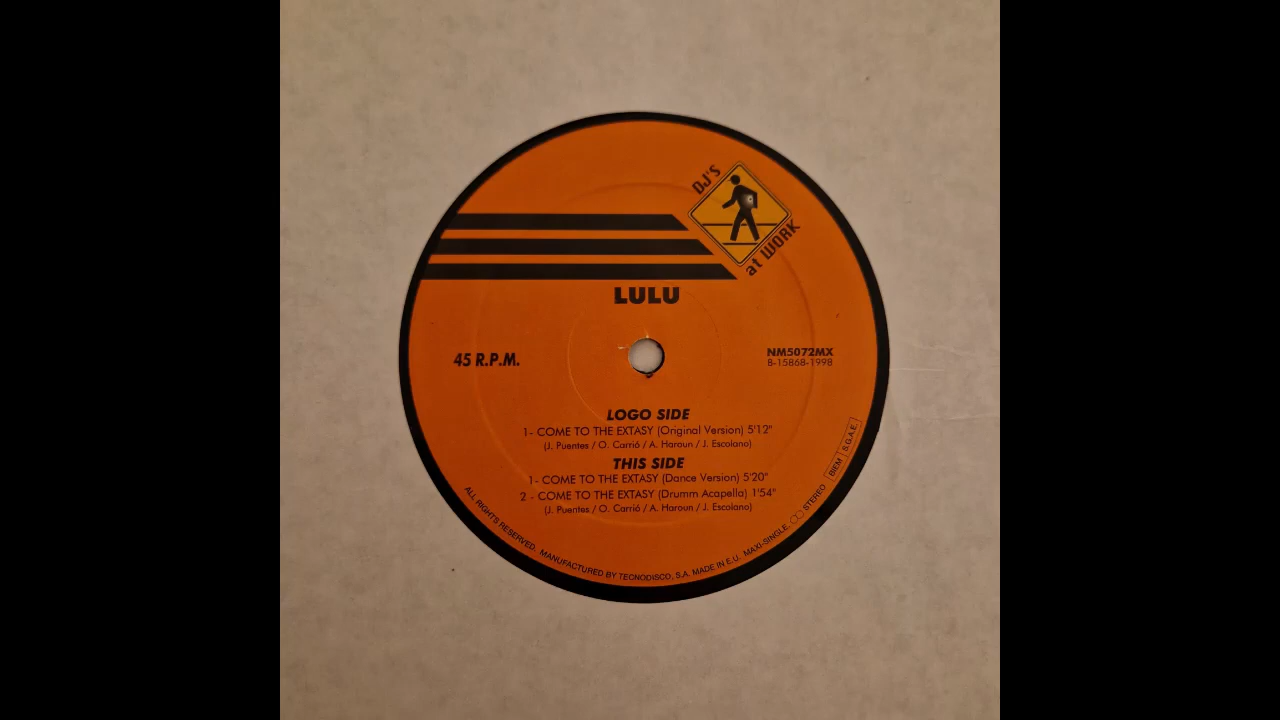 DJ'S
at WORK
LULU
45 R.P.M.
NM5072MX
B-15868-1998
LOGO SIDE
1- COME TO THE EXTASY (Original Version) 5'12"
(J. Puentes / O. Carrió / A. Haroun / J. Escolano)
THIS SIDE
1- COME TO THE EXTASY (Dance Version) 5'20"
2 - COME TO THE EXTASY (Drumm Acapella) 1'54"
(J. Puentes / O. Carrió / A. Haroun / J. Escolano)
ALL RIGHTS RESERVED. MANUFACTURED BY TECNODISCO, S.A. MADE IN E.U. MAXI-SINGLE. STEREO BIEM S.G.A.E.